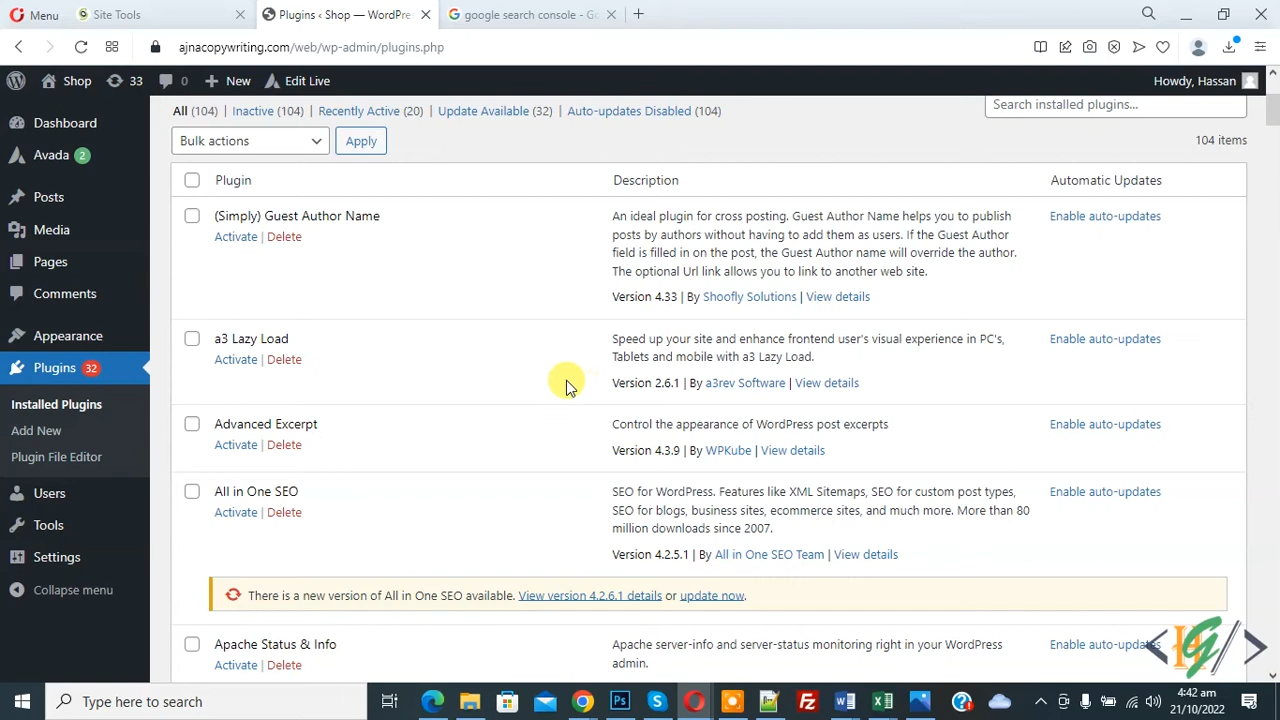 Menu
Site Tools
Plugins ‹ Shop — WordPre
google search console - Go
ajnacopywriting.com/web/wp-admin/plugins.php
Shop
33
0
New
Edit Live
Howdy, Hassan
Dashboard
Avada 2
Posts
Media
Pages
Comments
Appearance
Plugins 32
Installed Plugins
Add New
Plugin File Editor
Users
Tools
Settings
Collapse menu
All (104) | Inactive (104) | Recently Active (20) | Update Available (32) | Auto-updates Disabled (104)
Search installed plugins...
Bulk actions
Apply
104 items
Plugin
Description
Automatic Updates
(Simply) Guest Author Name
Activate | Delete
An ideal plugin for cross posting. Guest Author Name helps you to publish
posts by authors without having to add them as users. If the Guest Author
field is filled in on the post, the Guest Author name will override the author.
The optional Url link allows you to link to another web site.
Version 4.33 | By Shoofly Solutions | View details
Enable auto-updates
a3 Lazy Load
Activate | Delete
Speed up your site and enhance frontend user's visual experience in PC's,
Tablets and mobile with a3 Lazy Load.
Version 2.6.1 | By a3rev Software | View details
Enable auto-updates
Advanced Excerpt
Activate | Delete
Control the appearance of WordPress post excerpts
Version 4.3.9 | By WPKube | View details
Enable auto-updates
All in One SEO
Activate | Delete
SEO for WordPress. Features like XML Sitemaps, SEO for custom post types,
SEO for blogs, business sites, ecommerce sites, and much more. More than 80
million downloads since 2007.
Version 4.2.5.1 | By All in One SEO Team | View details
Enable auto-updates
There is a new version of All in One SEO available. View version 4.2.6.1 details or update now.
Apache Status & Info
Activate | Delete
Apache server-info and server-status monitoring right in your WordPress
admin.
Enable auto-updates
Type here to search
4:42 am
21/10/2022